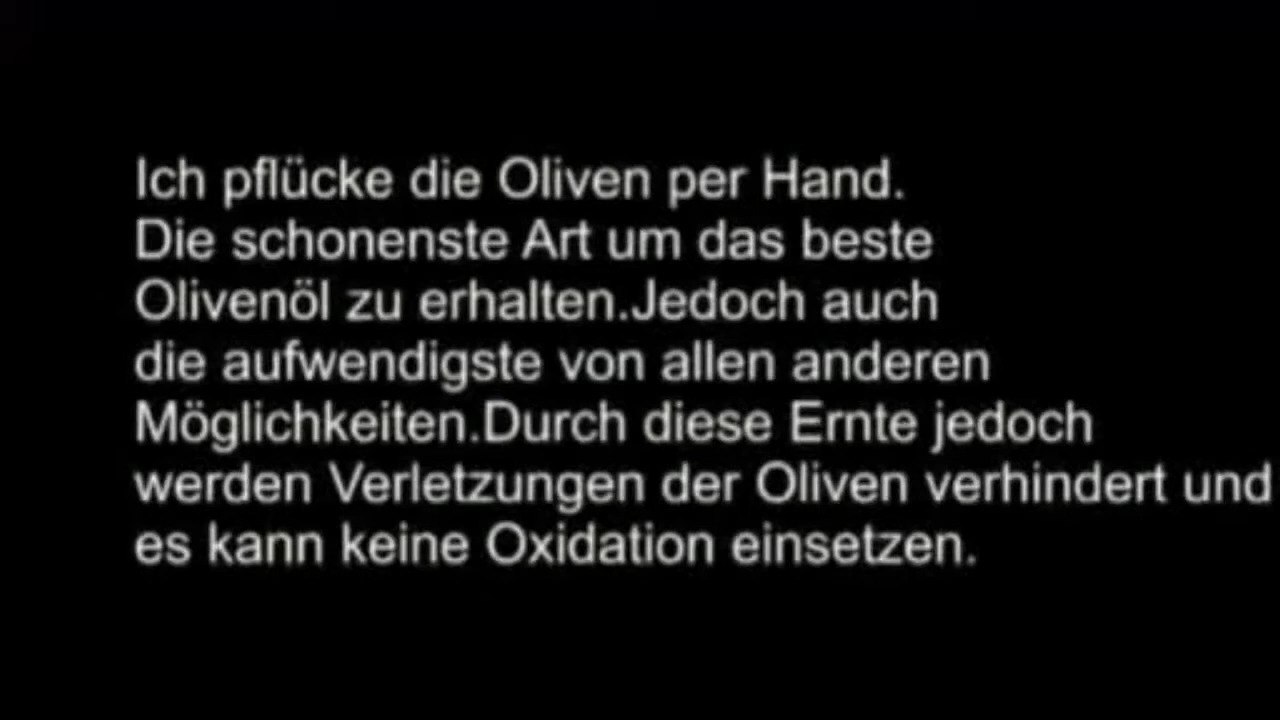 Ich pflücke die Oliven per Hand.
Die schonenste Art um das beste
Olivenöl zu erhalten.Jedoch auch
die aufwendigste von allen anderen
Möglichkeiten.Durch diese Ernte jedoch
werden Verletzungen der Oliven verhindert und
es kann keine Oxidation einsetzen.